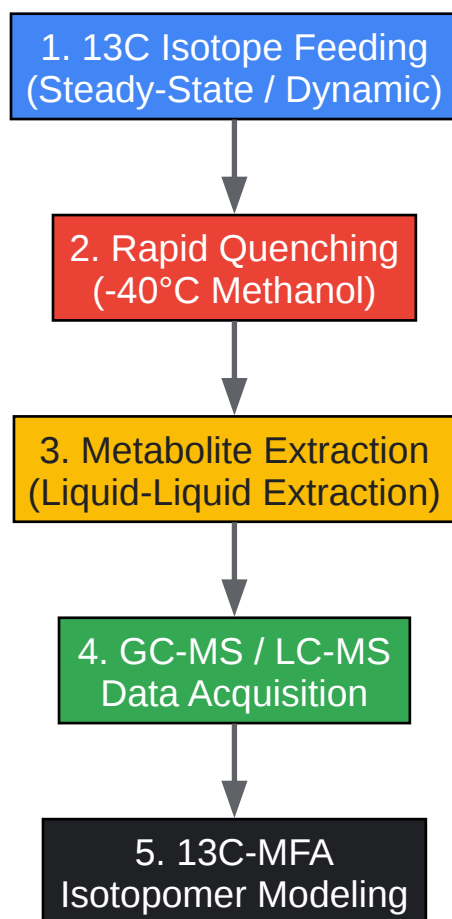 1. 13C Isotope Feeding
(Steady-State / Dynamic)
2. Rapid Quenching
(-40°C Methanol)
3. Metabolite Extraction
(Liquid-Liquid Extraction)
4. GC-MS / LC-MS
Data Acquisition
5. 13C-MFA
Isotopomer Modeling